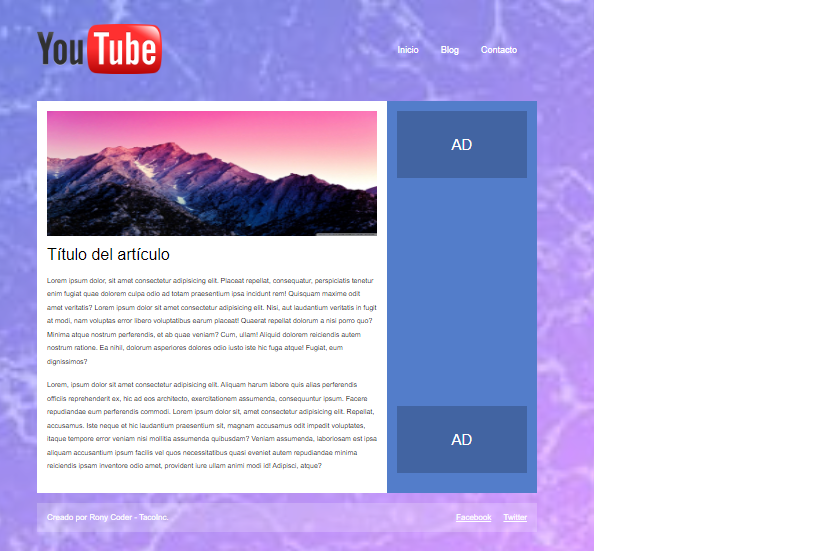 You Tube
Inicio Blog Contacto
AD
Título del artículo
Lorem ipsum dolor, sit amet consectetur adipisicing elit. Placeat repellat, consequatur, perspiciatis tenetur
enim fugiat quae dolorem culpa odio ad totam praesentium ipsa incidunt rem! Quisquam maxime odit
amet veritatis? Lorem ipsum dolor sit amet consectetur adipisicing elit. Nisi, aut laudantium veritatis in fugit
at modi, nam voluptas error libero voluptatibus earum placeat! Quaerat repellat dolorum a nisi porro quo?
Minima atque nostrum perferendis, et ab quae veniam? Cum, ullam! Aliquid dolorem reiciendis autem
nostrum ratione. Ea nihil, dolorum asperiores dolores odio iusto iste hic fuga atque! Fugiat, eum
dignissimos?
Lorem, ipsum dolor sit amet consectetur adipisicing elit. Aliquam harum labore quis alias perferendis
officiis reprehenderit ex, hic ad eos architecto, exercitationem assumenda, consequuntur ipsum. Facere
repudiandae eum perferendis commodi. Lorem ipsum dolor sit, amet consectetur adipisicing elit. Repellat,
accusamus. Iste neque et hic laudantium praesentium sit, magnam accusamus odit impedit voluptates,
itaque tempore error veniam nisi mollitia assumenda quibusdam? Veniam assumenda, laboriosam est ipsa
aliquam accusantium ipsum facilis vel quos necessitatibus quasi eveniet autem repudiandae minima
reiciendis ipsam inventore odio amet, provident iure ullam animi modi id! Adipisci, atque?
AD
Creado por Rony Coder - TacoInc.
Facebook Twitter